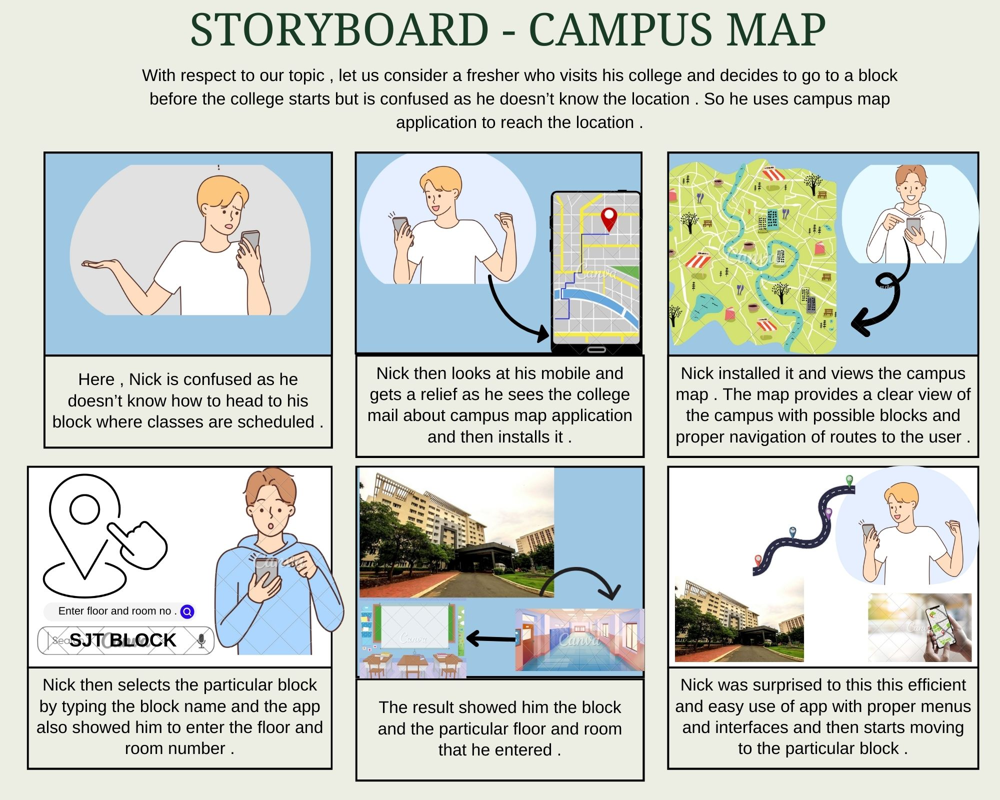 STORYBOARD - CAMPUS MAP
With respect to our topic , let us consider a fresher who visits his college and decides to go to a block
before the college starts but is confused as he doesn’t know the location . So he uses campus map
application to reach the location .
!
Canva
Canva
Canva
Here , Nick is confused as he
doesn’t know how to head to his
block where classes are scheduled .
Nick then looks at his mobile and
gets a relief as he sees the college
mail about campus map application
and then installs it .
Nick installed it and views the campus
map . The map provides a clear view of
the campus with possible blocks and
proper navigation of routes to the user .
Canva
Enter floor and room no .
Search
SJT BLOCK
Canva
Canva
Canva
Canva
Nick then selects the particular block
by typing the block name and the app
also showed him to enter the floor and
room number .
The result showed him the block
and the particular floor and room
that he entered .
Nick was surprised to this this efficient
and easy use of app with proper menus
and interfaces and then starts moving
to the particular block .